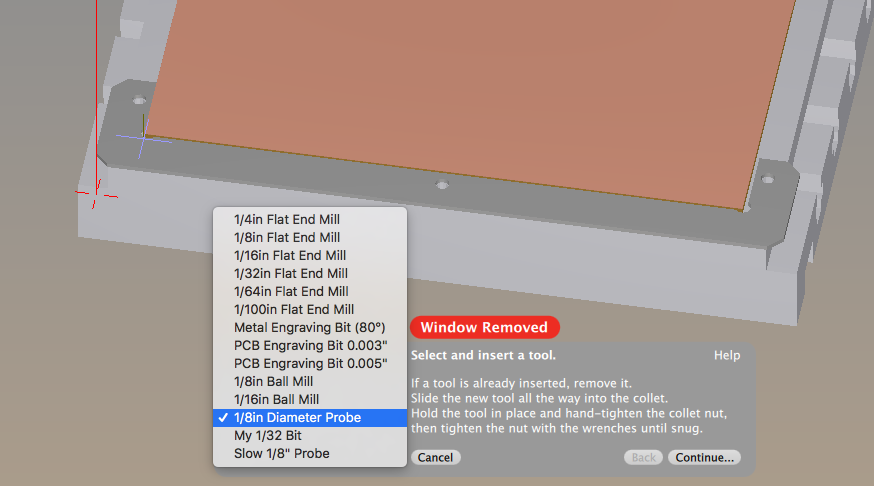 1/4in Flat End Mill
1/8in Flat End Mill
1/16in Flat End Mill
1/32in Flat End Mill
1/64in Flat End Mill
1/100in Flat End Mill
Metal Engraving Bit (80º)
PCB Engraving Bit 0.003"
PCB Engraving Bit 0.005"
1/8in Ball Mill
1/16in Ball Mill
✓ 1/8in Diameter Probe
My 1/32 Bit
Slow 1/8" Probe
Window Removed
Select and insert a tool. Help
If a tool is already inserted, remove it.
Slide the new tool all the way into the collet.
Hold the tool in place and hand-tighten the collet nut,
then tighten the nut with the wrenches until snug.
Cancel Back Continue...